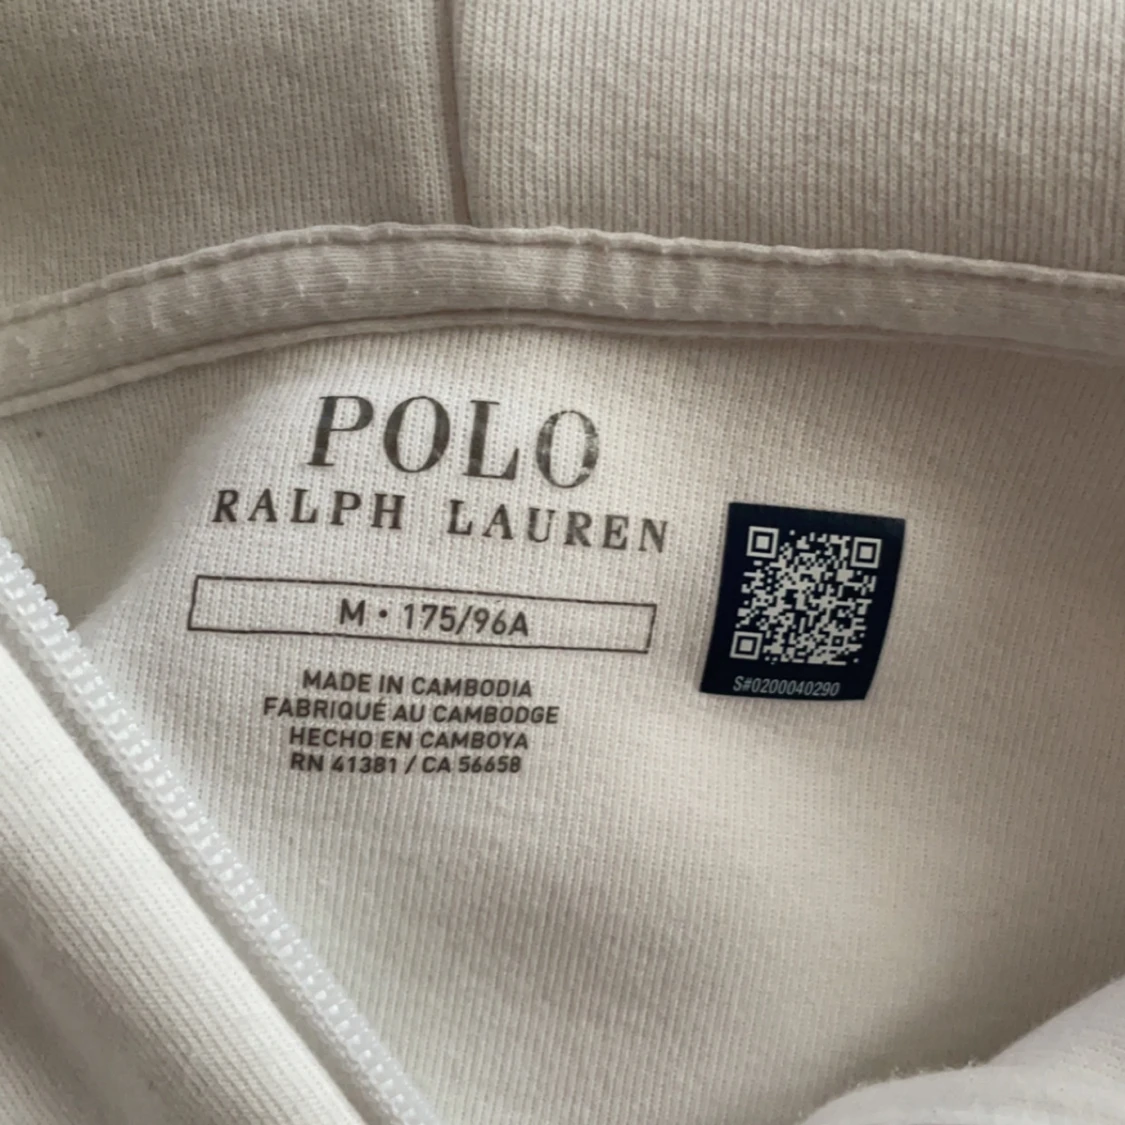 POLO
RALPH LAUREN
M • 175/96A
MADE IN CAMBODIA
FABRIQUÉ AU CAMBODGE
HECHO EN CAMBOYA
RN 41381 / CA 56658
S#0200040290